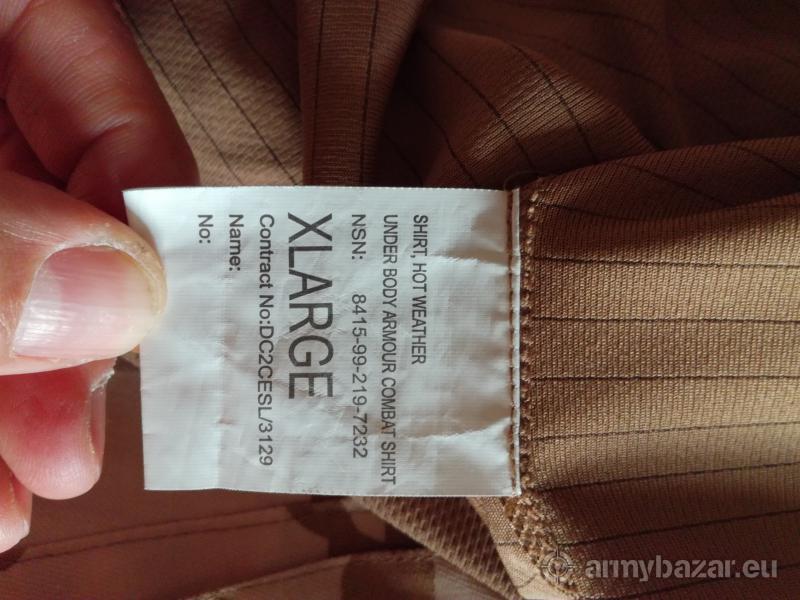 SHIRT, HOT WEATHER
UNDER BODY ARMOUR COMBAT SHIRT
NSN: 8415-99-219-7232
XLARGE
Contract No:DC2CESL/3129
Name:
No:
armybazar.eu